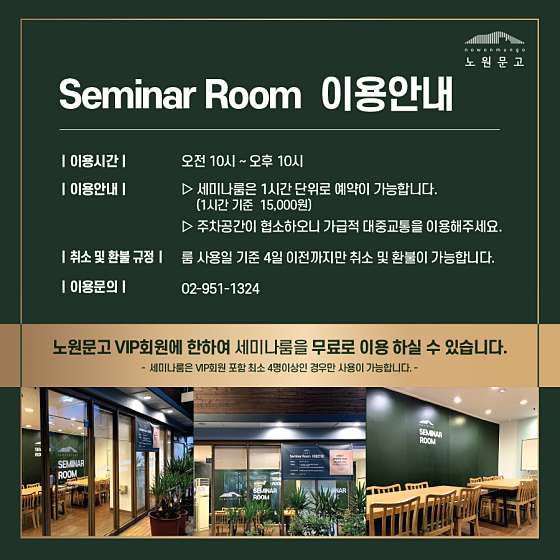 nowonmungo
노원문고
Seminar Room 이용안내
| 이용시간 | 오전 10시 ~ 오후 10시
| 이용안내 | ▷ 세미나룸은 1시간 단위로 예약이 가능합니다.
(1시간 기준 15,000원)
▷ 주차공간이 협소하오니 가급적 대중교통을 이용해주세요.
| 취소 및 환불 규정 | 룸 사용일 기준 4일 이전까지만 취소 및 환불이 가능합니다.
| 이용문의 | 02-951-1324
노원문고 VIP회원에 한하여 세미나룸을 무료로 이용 하실 수 있습니다.
- 세미나룸은 VIP회원 포함 최소 4명이상인 경우만 사용이 가능합니다. -
SEMINAR
ROOM
Seminar Room 이용안내
SEMINAR
ROOM
SEMINAR
ROOM